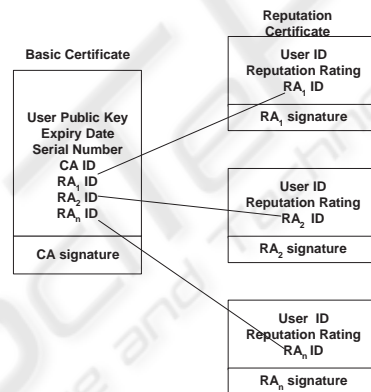 Basic Certificate
User Public Key
Expiry Date
Serial Number
CA ID
RA1 ID
RA2 ID
RAn ID
CA signature
Reputation
Certificate
User ID
Reputation Rating
RA1 ID
RA1 signature
User ID
Reputation Rating
RA2 ID
RA2 signature
User ID
Reputation Rating
RAn ID
RAn signature